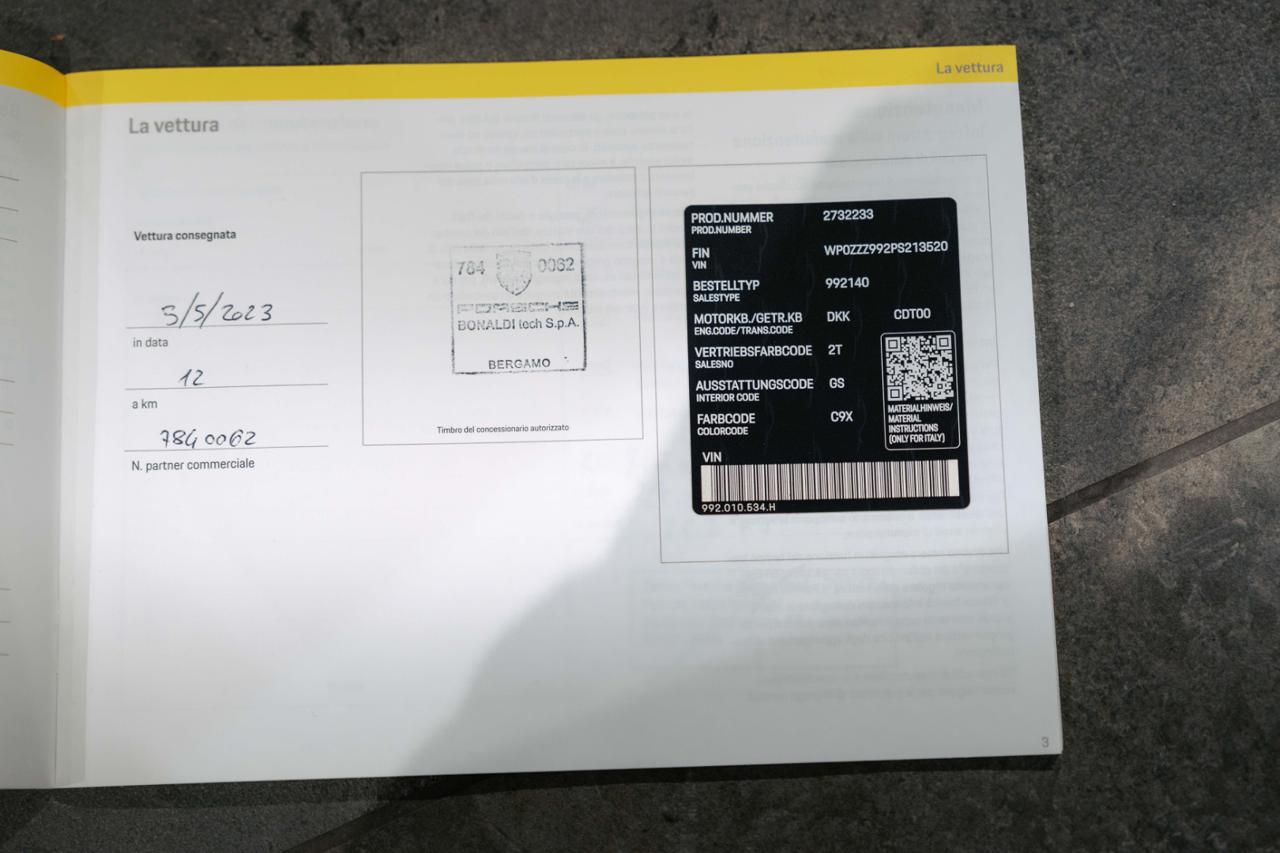 La vettura
La vettura
Vettura consegnata
3/5/2023
in data
12
a km
784 0062
N. partner commerciale
784 0062
PORSCHE
BONALDI tech S.p.A.
BERGAMO
Timbro del concessionario autorizzato
PROD.NUMMER 2732233
PROD.NUMBER
FIN WP0ZZZ992PS213520
VIN
BESTELLTYP 992140
SALESTYPE
MOTORKB./GETR.KB DKK CDT00
ENG.CODE/TRANS.CODE
VERTRIEBSFARBCODE 2T
SALESNO
AUSSTATTUNGSCODE GS
INTERIOR CODE
FARBCODE C9X
COLORCODE
MATERIALHINWEIS/
MATERIAL
INSTRUCTIONS
(ONLY FOR ITALY)
VIN
992.010.534.H
3